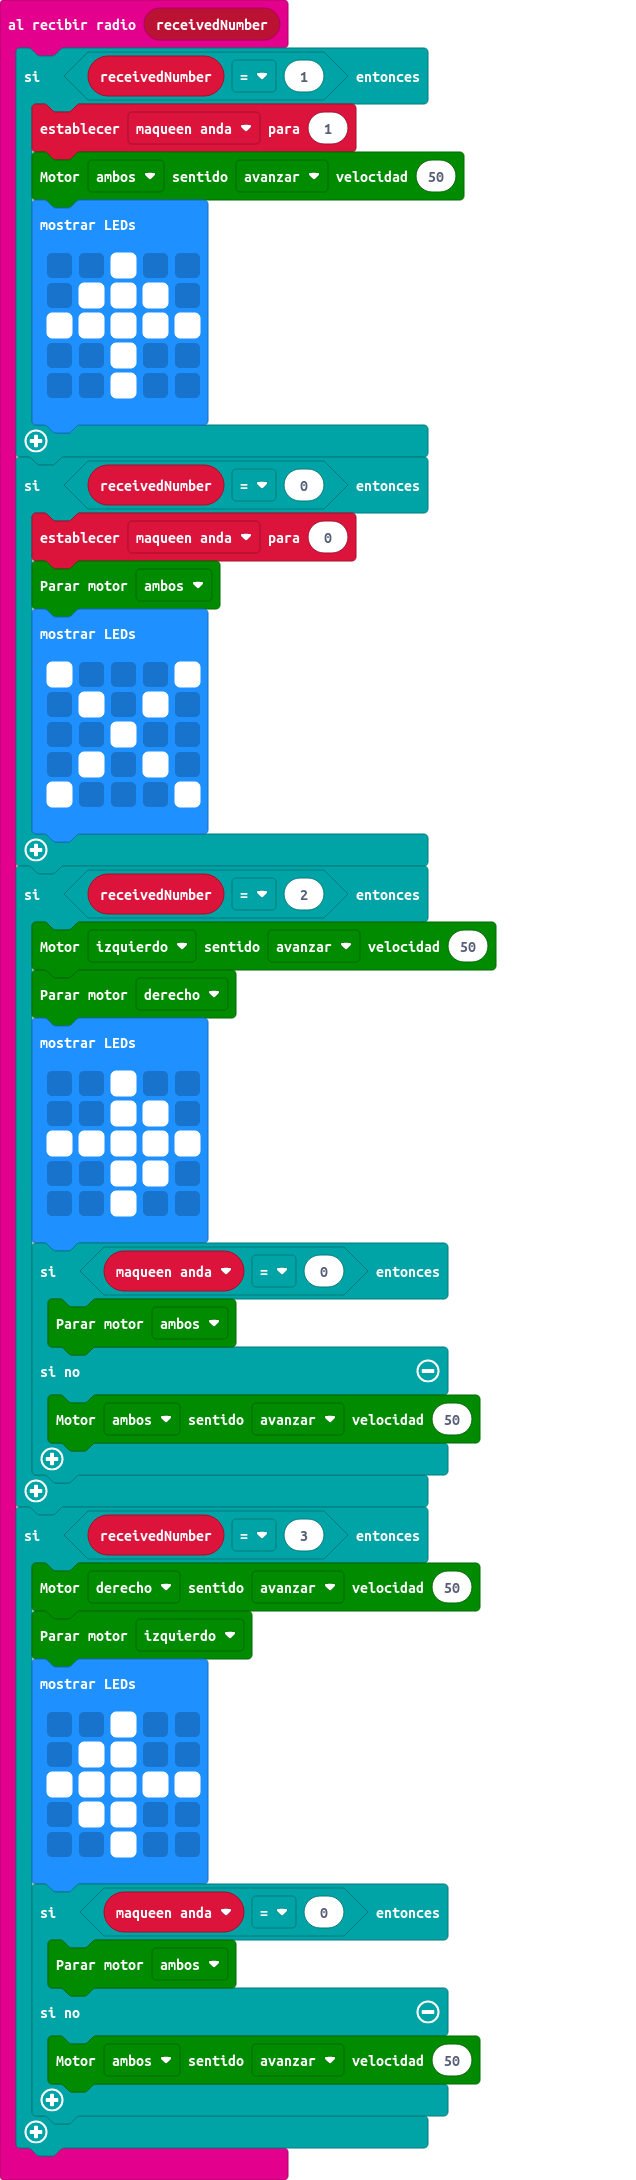 al recibir radio receivedNumber
si receivedNumber = 1 entonces
establecer maqueen anda para 1
Motor ambos sentido avanzar velocidad 50
mostrar LEDs
si receivedNumber = 0 entonces
establecer maqueen anda para 0
Parar motor ambos
mostrar LEDs
si receivedNumber = 2 entonces
Motor izquierdo sentido avanzar velocidad 50
Parar motor derecho
mostrar LEDs
si maqueen anda = 0 entonces
Parar motor ambos
si no
Motor ambos sentido avanzar velocidad 50
si receivedNumber = 3 entonces
Motor derecho sentido avanzar velocidad 50
Parar motor izquierdo
mostrar LEDs
si maqueen anda = 0 entonces
Parar motor ambos
si no
Motor ambos sentido avanzar velocidad 50